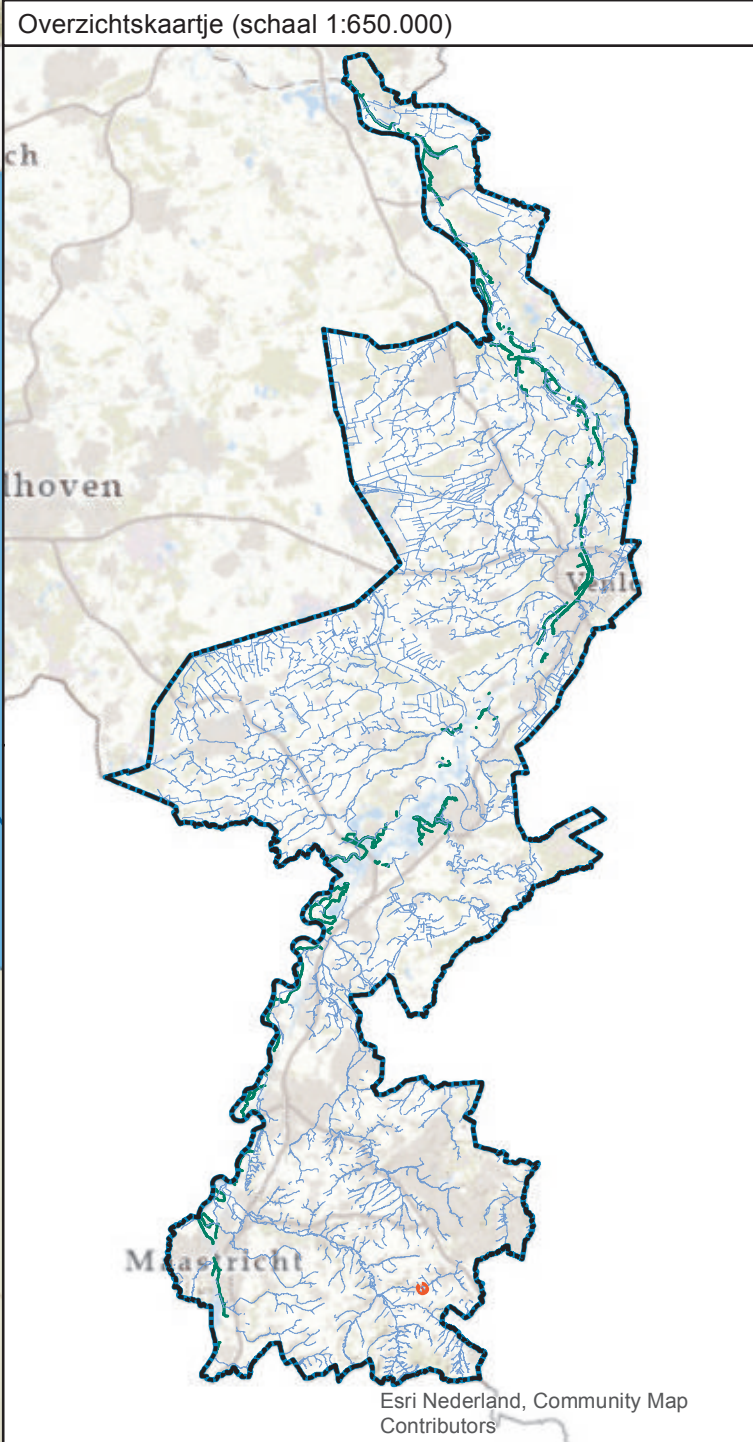 Overzichtskaartje (schaal 1:650.000)
ch
lhoven
Venlo
Maastricht
Esri Nederland, Community Map
Contributors